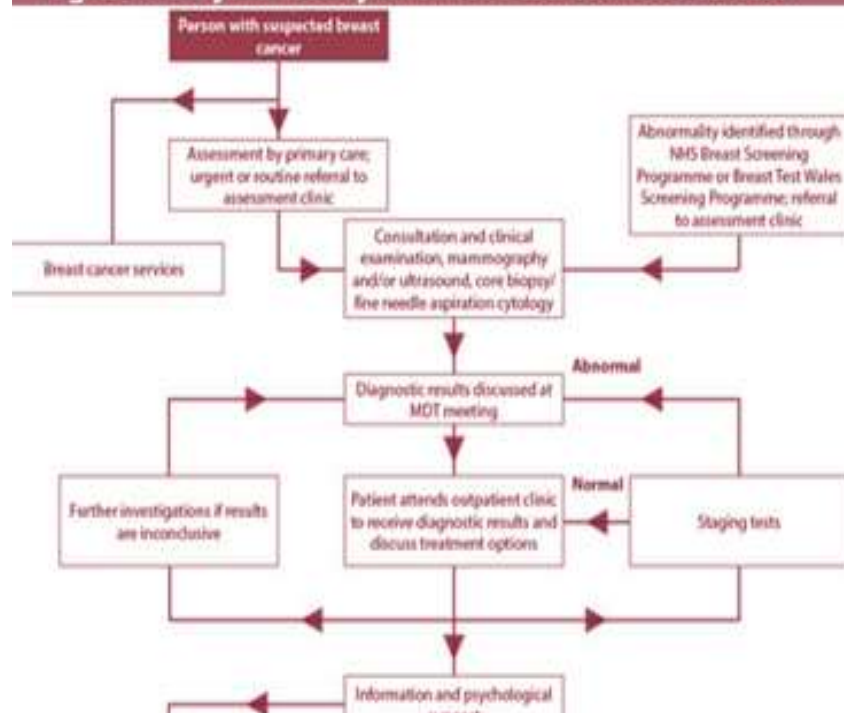 Person with suspected breast
cancer
Assessment by primary care;
urgent or routine referral to
assessment clinic
Abnormality identified through
NHS Breast Screening
Programme or Breast Test Wales
Screening Programme; referral
to assessment clinic
Breast cancer services
Consultation and clinical
examination, mammography
and/or ultrasound, core biopsy/
fine needle aspiration cytology
Abnormal
Diagnostic results discussed at
MDT meeting
Further investigations if results
are inconclusive
Patient attends outpatient clinic
to receive diagnostic results and
discuss treatment options
Normal
Staging tests
Information and psychological